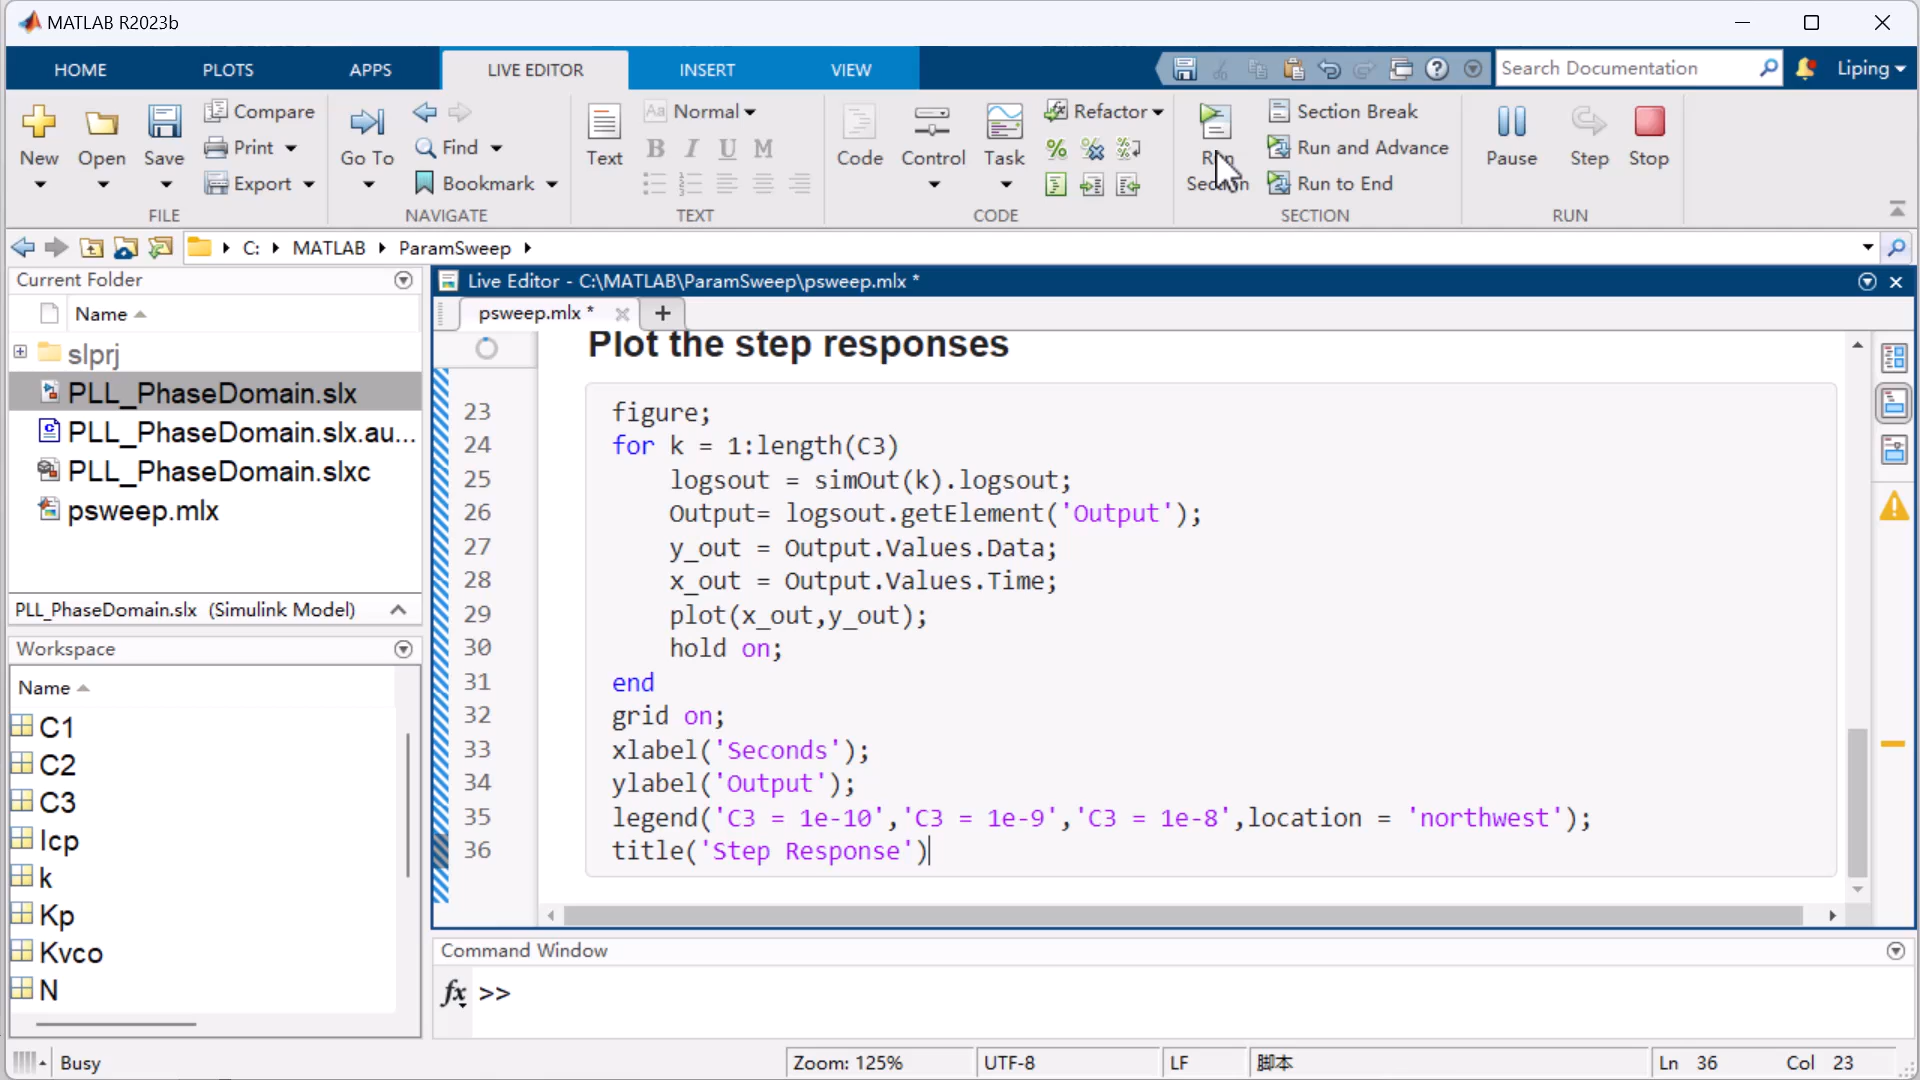 MATLAB R2023b
HOME PLOTS APPS LIVE EDITOR INSERT VIEW Search Documentation Liping
New Open Save Compare Print Export
FILE
Go To Find Bookmark
NAVIGATE
Text Aa Normal B I U M
TEXT
Code Control Task Refactor
CODE
Run Section Section Break Run and Advance Run to End
SECTION
Pause Step Stop
RUN
C: MATLAB ParamSweep
Current Folder
Name
slprj
PLL_PhaseDomain.slx
PLL_PhaseDomain.slx.au...
PLL_PhaseDomain.slxc
psweep.mlx
PLL_PhaseDomain.slx (Simulink Model)
Workspace
Name
C1
C2
C3
Icp
k
Kp
Kvco
N
Live Editor - C:\MATLAB\ParamSweep\psweep.mlx *
psweep.mlx * +
Plot the step responses
23 figure;
24 for k = 1:length(C3)
25 logsout = simOut(k).logsout;
26 Output= logsout.getElement('Output');
27 y_out = Output.Values.Data;
28 x_out = Output.Values.Time;
29 plot(x_out,y_out);
30 hold on;
31 end
32 grid on;
33 xlabel('Seconds');
34 ylabel('Output');
35 legend('C3 = 1e-10','C3 = 1e-9','C3 = 1e-8',location = 'northwest');
36 title('Step Response')
Command Window
fx >>
Busy Zoom: 125% UTF-8 LF 脚本 Ln 36 Col 23